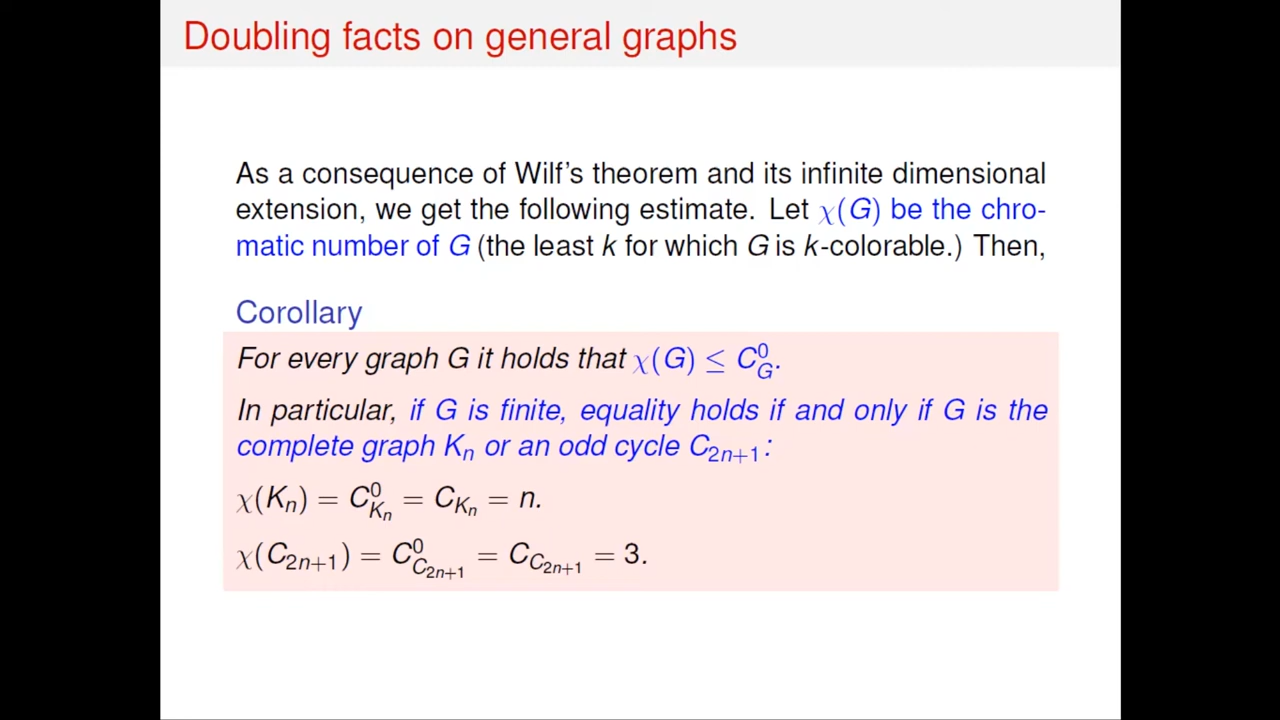 Doubling facts on general graphs
As a consequence of Wilf's theorem and its infinite dimensional
extension, we get the following estimate. Let χ(G) be the chro-
matic number of G (the least k for which G is k-colorable.) Then,
Corollary
For every graph G it holds that χ(G) ≤ C⁰_G.
In particular, if G is finite, equality holds if and only if G is the
complete graph K_n or an odd cycle C_{2n+1}:
χ(K_n) = C⁰_{K_n} = C_{K_n} = n.
χ(C_{2n+1}) = C⁰_{C_{2n+1}} = C_{C_{2n+1}} = 3.